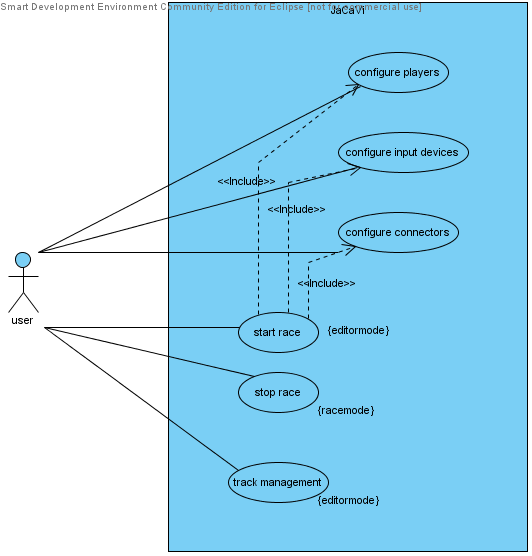 Smart Development Environment Community Edition for Eclipse [not for commercial use]
JaCaVi
configure players
configure input devices
<<Include>>
<<Include>>
configure connectors
<<Include>>
user
start race
{editormode}
stop race
{racemode}
track management
{editormode}